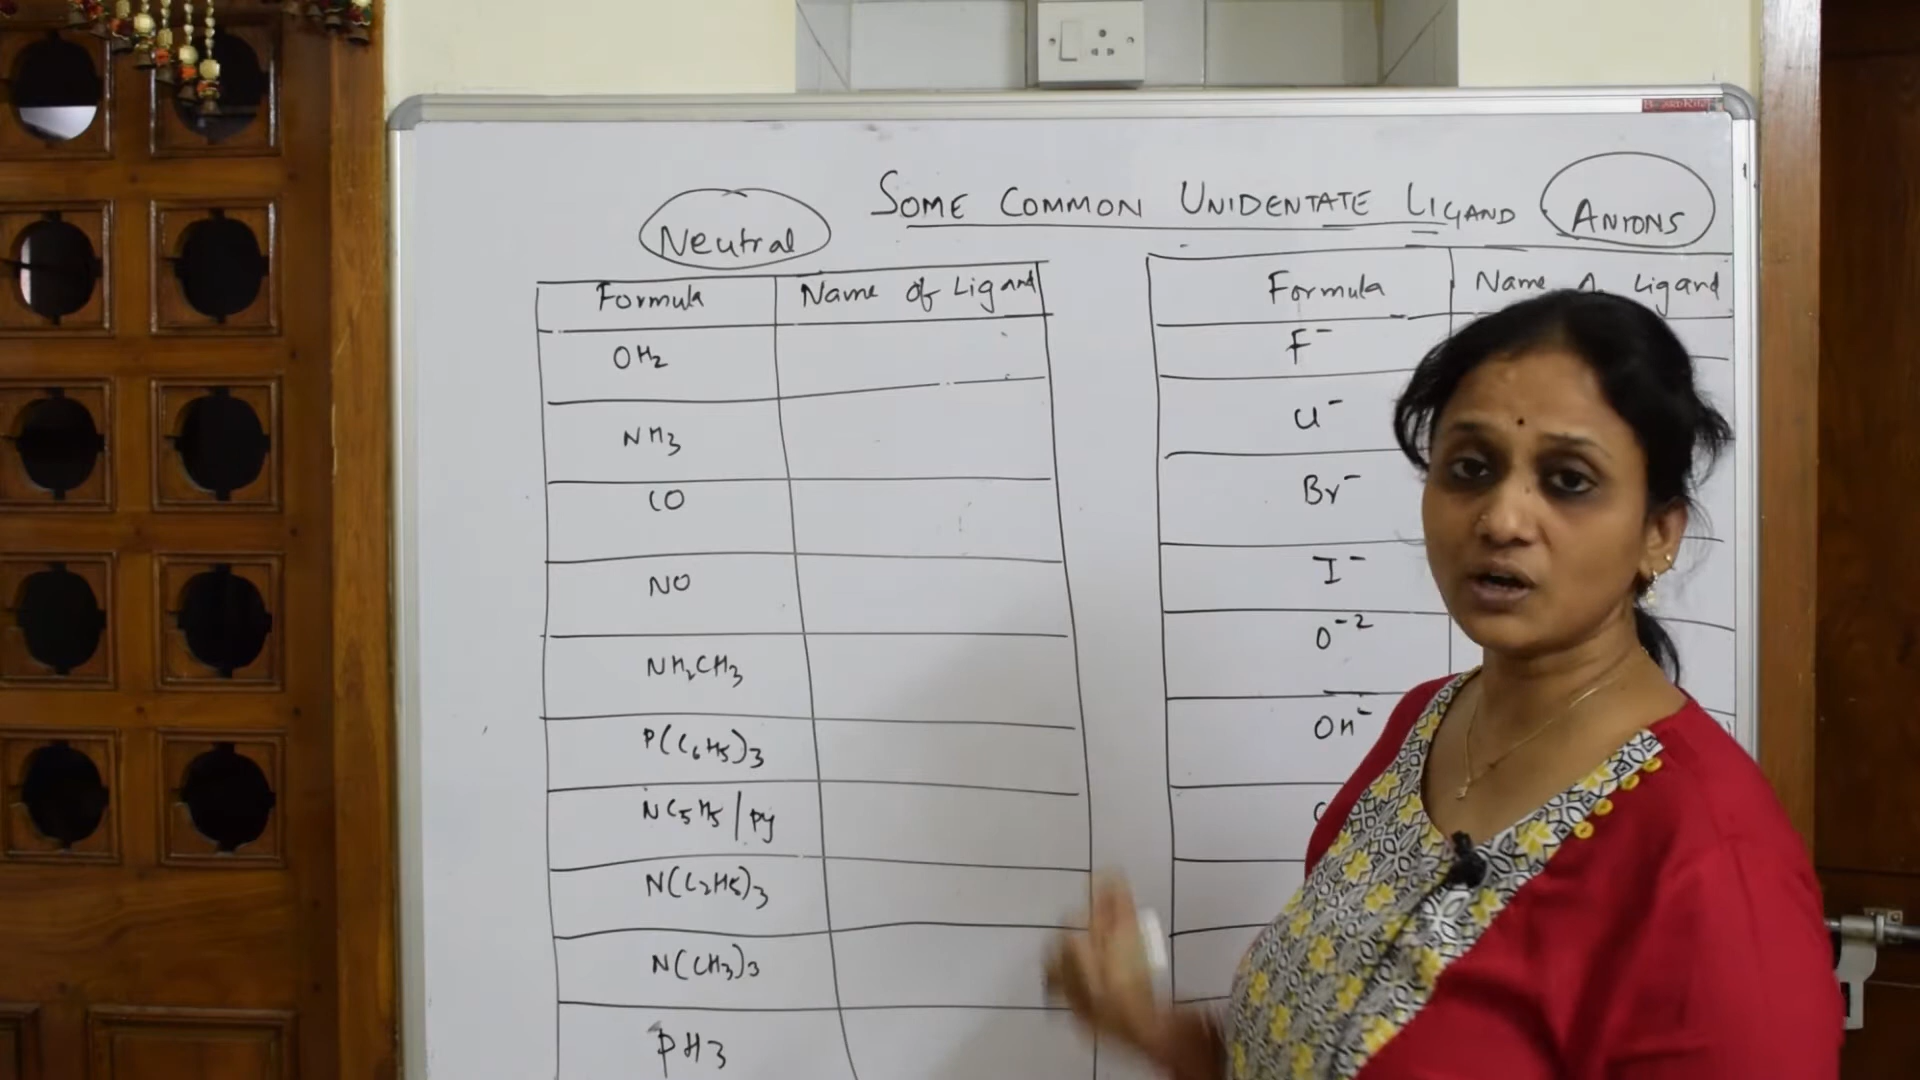 SOME COMMON UNIDENTATE LIGAND
ANIONS
Neutral
Formula Name of Ligand
OH2
NH3
CO
NO
NH2CH3
P(C6H5)3
NC5H5 / py
N(C2H5)3
N(CH3)3
PH3
Formula Name Ligand
F-
Cl-
Br-
I-
O-2
OH-